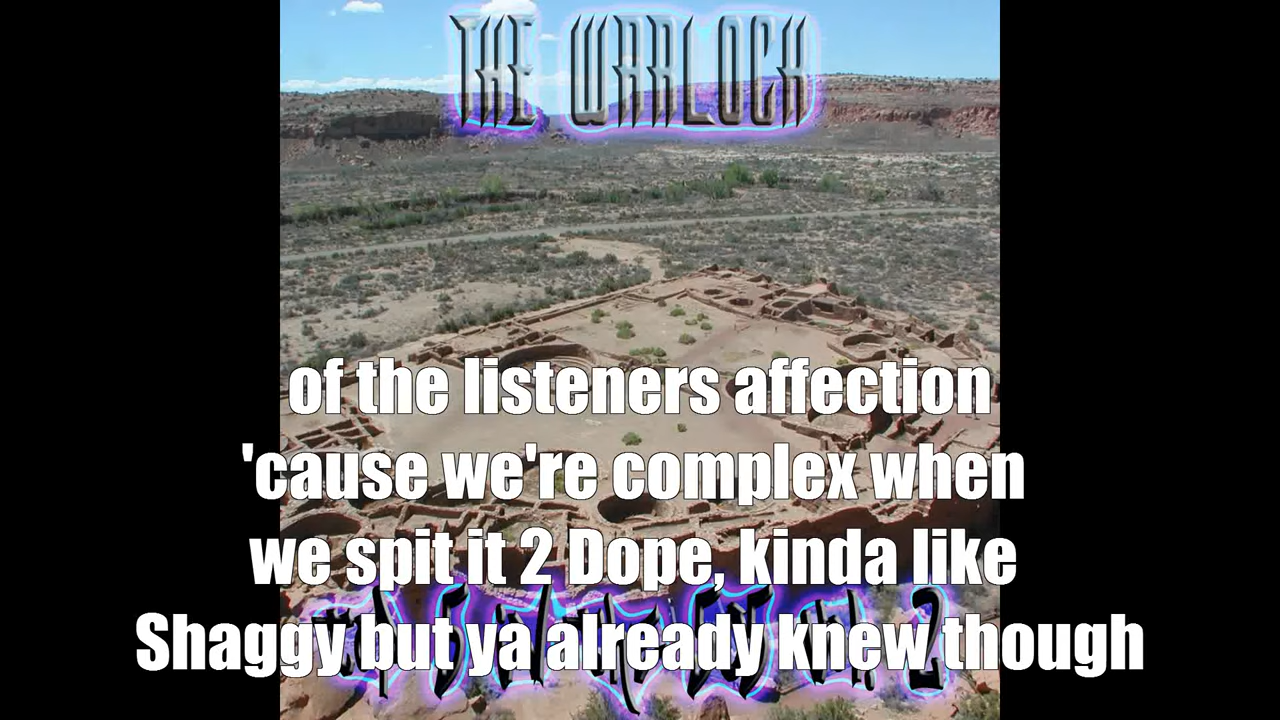 THE WARLOCK
of the listeners affection
'cause we're complex when
we spit it 2 Dope, kinda like
Shaggy but ya already knew though
2